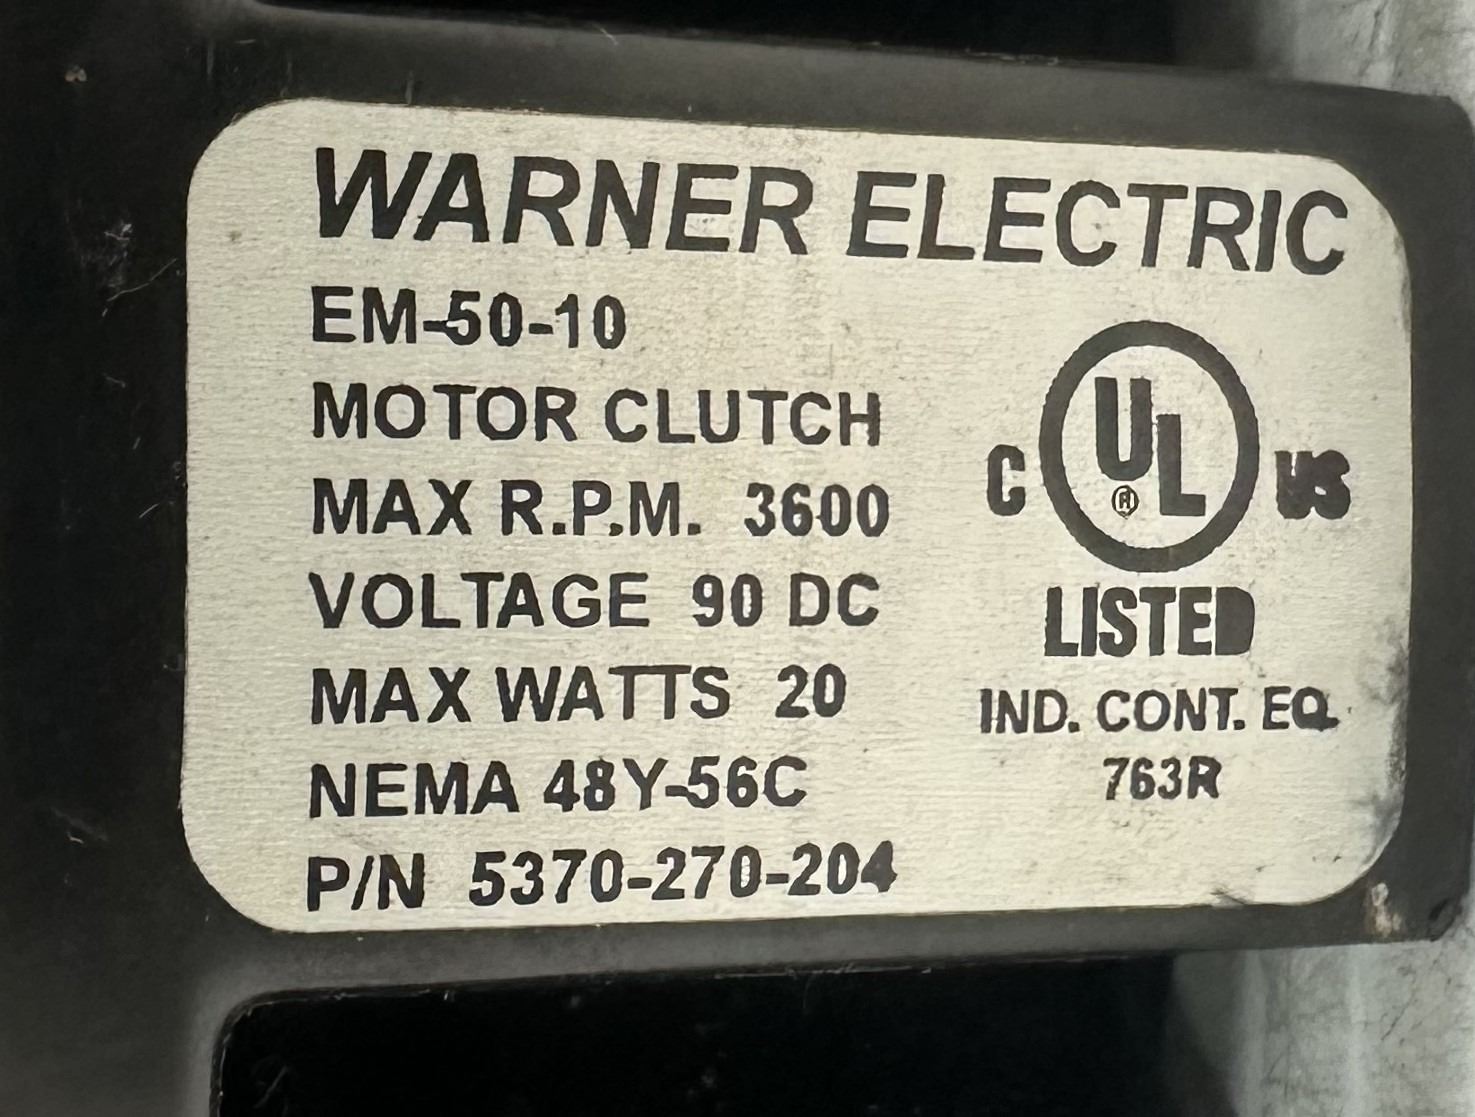 WARNER ELECTRIC
EM-50-10
MOTOR CLUTCH
MAX R.P.M. 3600
VOLTAGE 90 DC
MAX WATTS 20
NEMA 48Y-56C
P/N 5370-270-204
C UL® US
LISTED
IND. CONT. EQ.
763R